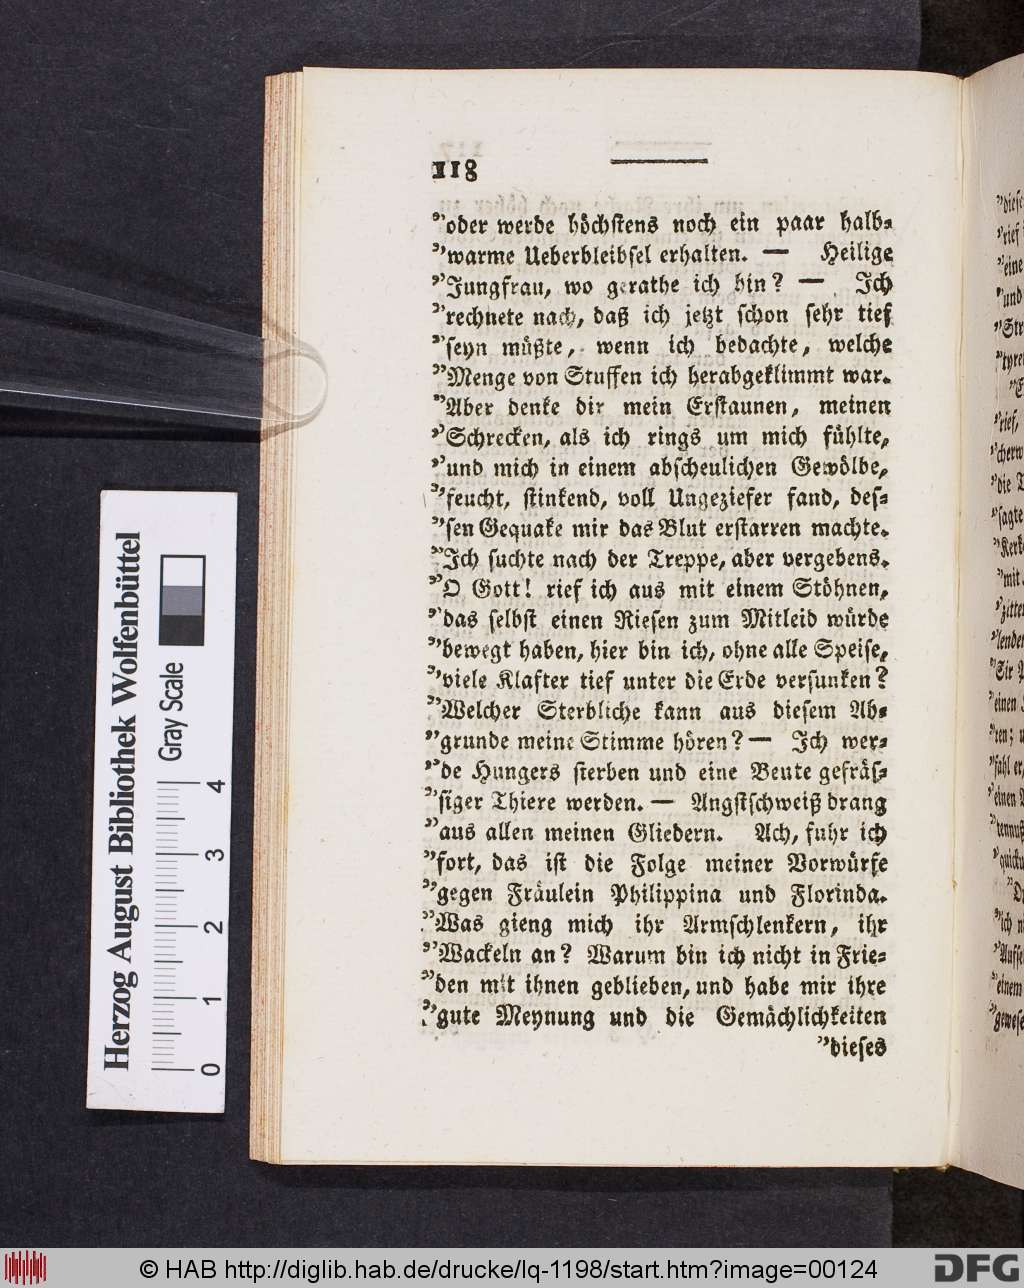 118
”oder werde höchſtens noch ein paar halb⸗
”warme Ueberbleibſel erhalten. — Heilige
”Jungfrau, wo gerathe ich hin? — Ich
”rechnete nach, daß ich jetzt ſchon ſehr tief
”ſeyn müßte, wenn ich bedachte, welche
”Menge von Stuffen ich herabgeklimmt war.
”Aber denke dir mein Erſtaunen, meinen
”Schrecken, als ich rings um mich fühlte,
”und mich in einem abſcheulichen Gewölbe,
”feucht, ſtinkend, voll Ungeziefer fand, deſ⸗
”ſen Gequake mir das Blut erſtarren machte.
”Ich ſuchte nach der Treppe, aber vergebens.
”O Gott! rief ich aus mit einem Stöhnen,
”das ſelbſt einen Rieſen zum Mitleid würde
”bewegt haben, hier bin ich, ohne alle Speiſe,
”viele Klafter tief unter die Erde verſunken?
”Welcher Sterbliche kann aus dieſem Ab⸗
”grunde meine Stimme hören? — Ich wer⸗
”de Hungers ſterben und eine Beute gefräſ⸗
”ſiger Thiere werden. — Angſtſchweiß drang
”aus allen meinen Gliedern. Ach, fuhr ich
”fort, das iſt die Folge meiner Vorwürfe
”gegen Fräulein Philippina und Florinda.
”Was gieng mich ihr Armſchlenkern, ihr
”Wackeln an? Warum bin ich nicht in Frie⸗
”den mit ihnen geblieben, und habe mir ihre
”gute Meynung und die Gemächlichkeiten
”dieſes
Herzog August Bibliothek Wolfenbüttel
Gray Scale
0 1 2 3 4
© HAB http://diglib.hab.de/drucke/lq-1198/start.htm?image=00124
DFG